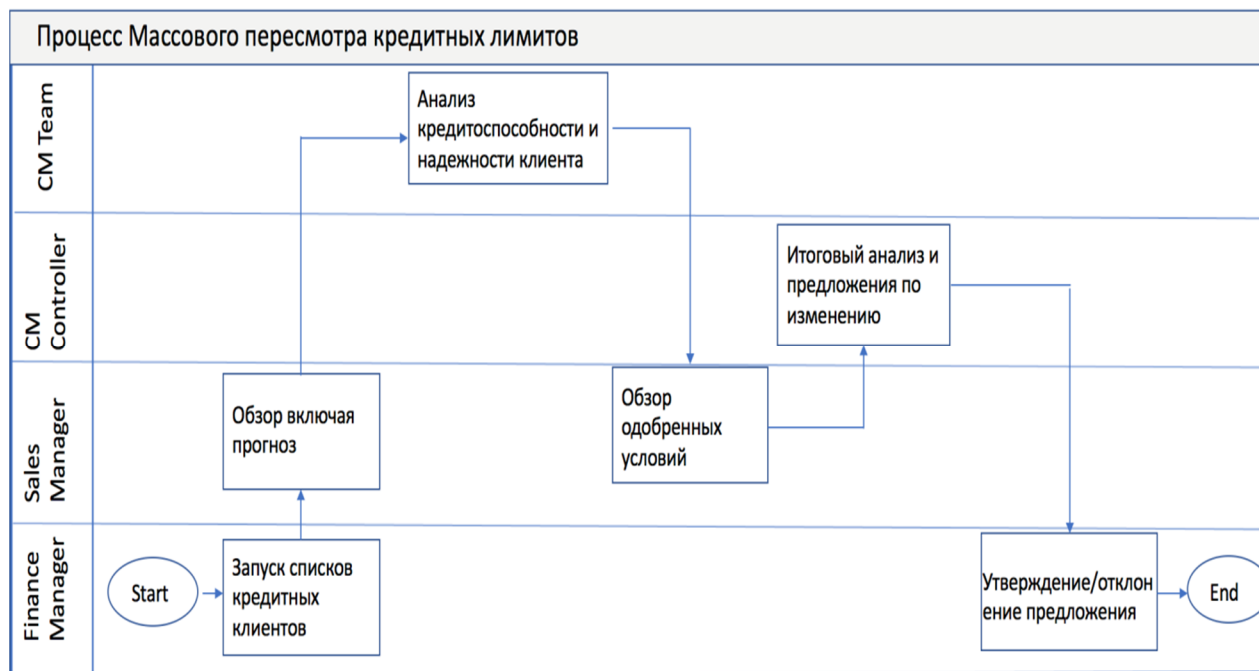 Процесс Массового пересмотра кредитных лимитов
CM Team
Анализ
кредитоспособности и
надежности клиента
CM
Controller
Итоговый анализ и
предложения по
изменению
Sales
Manager
Обзор включая
прогноз
Обзор
одобренных
условий
Finance
Manager
Start
Запуск списков
кредитных
клиентов
Утверждение/отклон
ение предложения
End